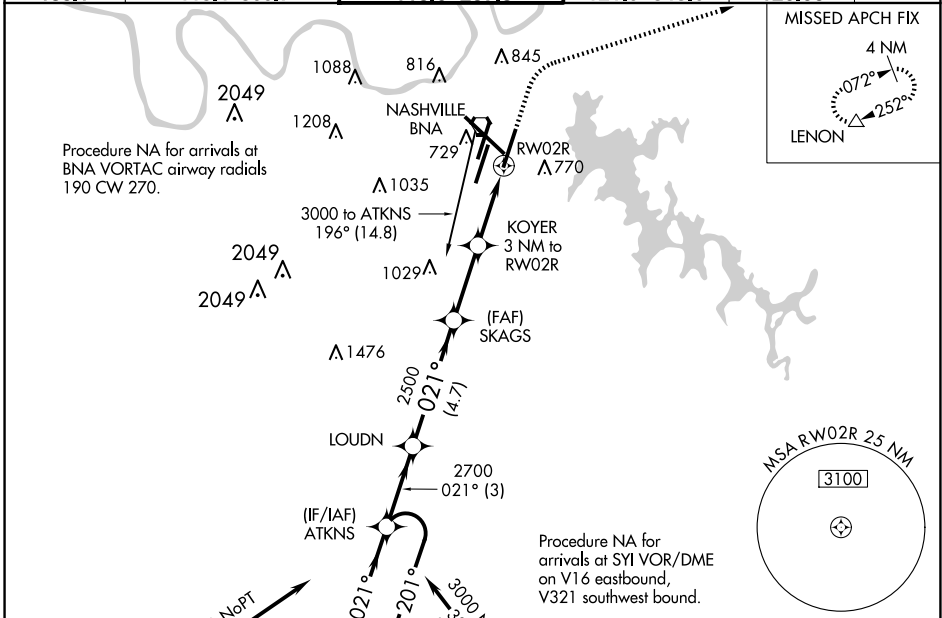 MISSED APCH FIX
4 NM
072°
252°
LENON
1088
816
845
2049
1208
NASHVILLE
BNA
729
RW02R
770
Procedure NA for arrivals at
BNA VORTAC airway radials
190 CW 270.
1035
3000 to ATKNS
196° (14.8)
KOYER
3 NM to
RW02R
2049
1029
2049
(FAF)
SKAGS
1476
2500
021°
(4.7)
LOUDN
2700
021° (3)
MSA RW02R 25 NM
3100
(IF/IAF)
ATKNS
Procedure NA for
arrivals at SYI VOR/DME
on V16 eastbound,
V321 southwest bound.
NoPT
021°
201°
3000